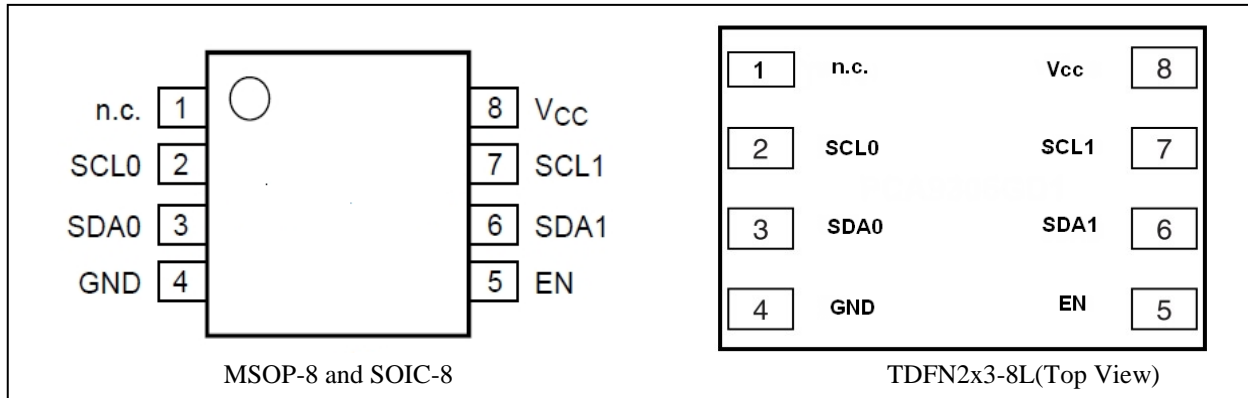 n.c. 1 8 VCC
SCL0 2 7 SCL1
SDA0 3 6 SDA1
GND 4 5 EN
MSOP-8 and SOIC-8
1 n.c. Vcc 8
2 SCL0 SCL1 7
3 SDA0 SDA1 6
4 GND EN 5
TDFN2x3-8L(Top View)